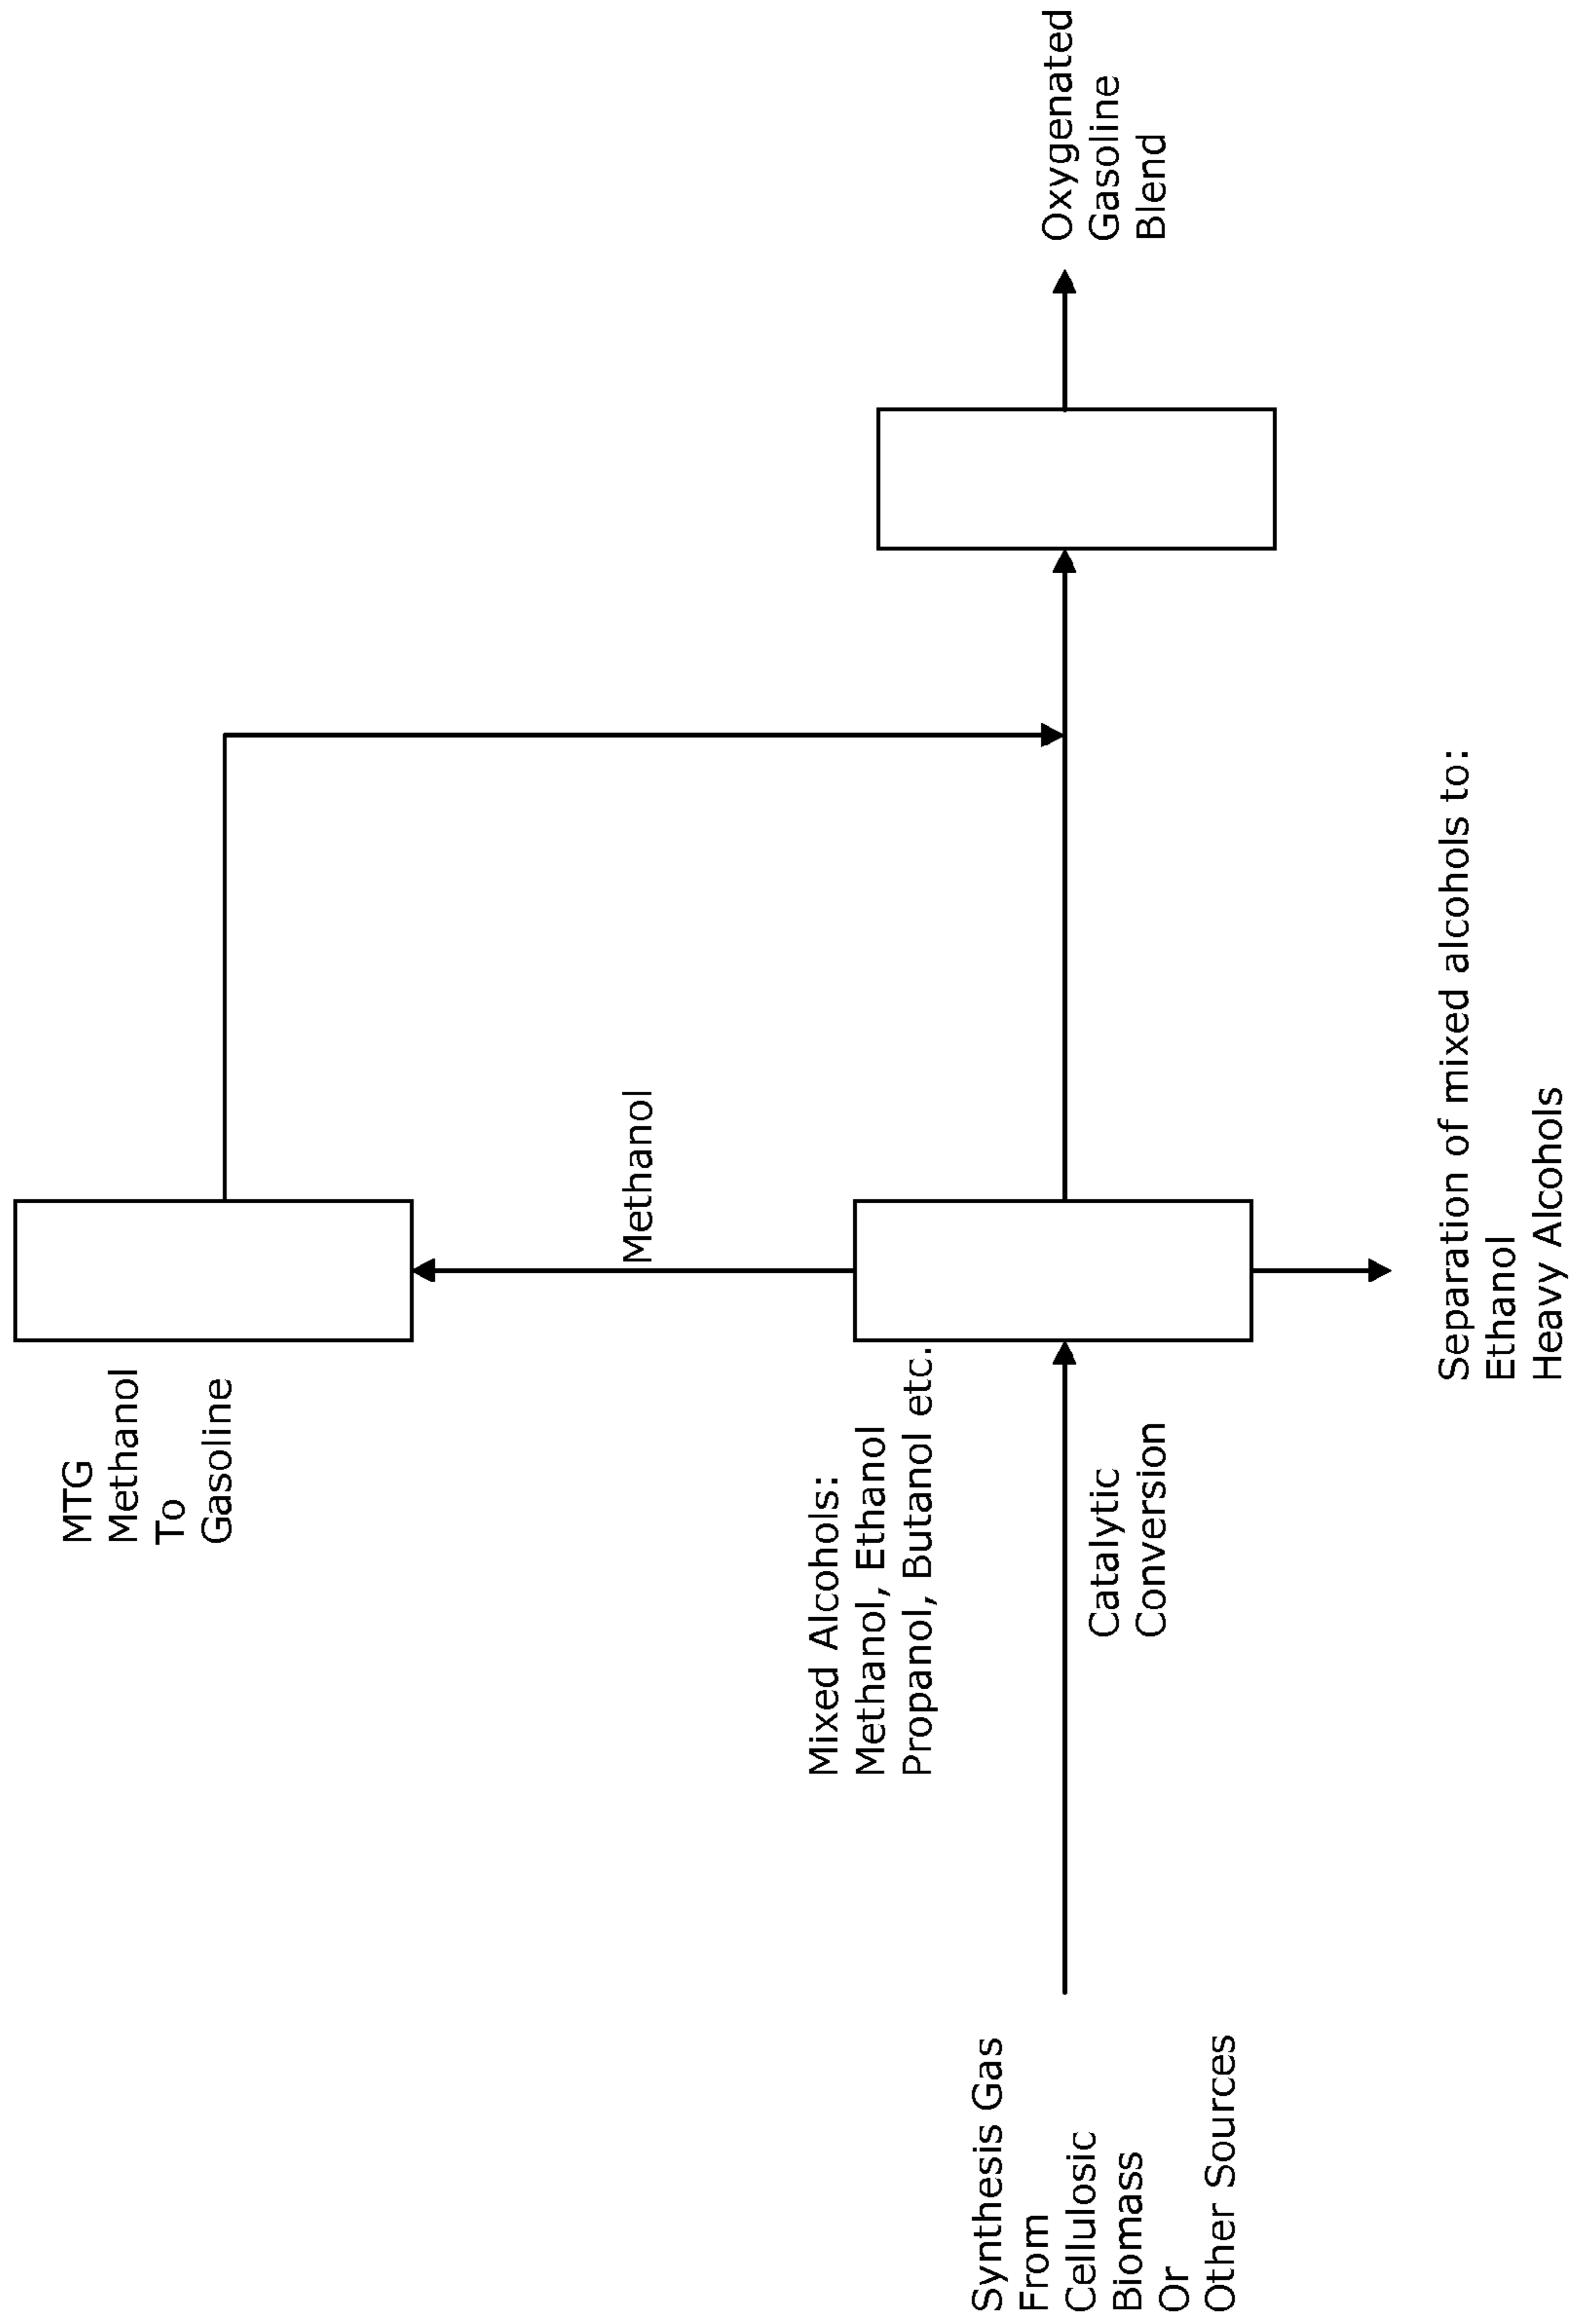 MTG
Methanol
To
Gasoline
Methanol
Mixed Alcohols:
Methanol, Ethanol
Propanol, Butanol etc.
Synthesis Gas
From
Cellulosic
Biomass
Or
Other Sources
Catalytic
Conversion
Oxygenated
Gasoline
Blend
Separation of mixed alcohols to:
Ethanol
Heavy Alcohols